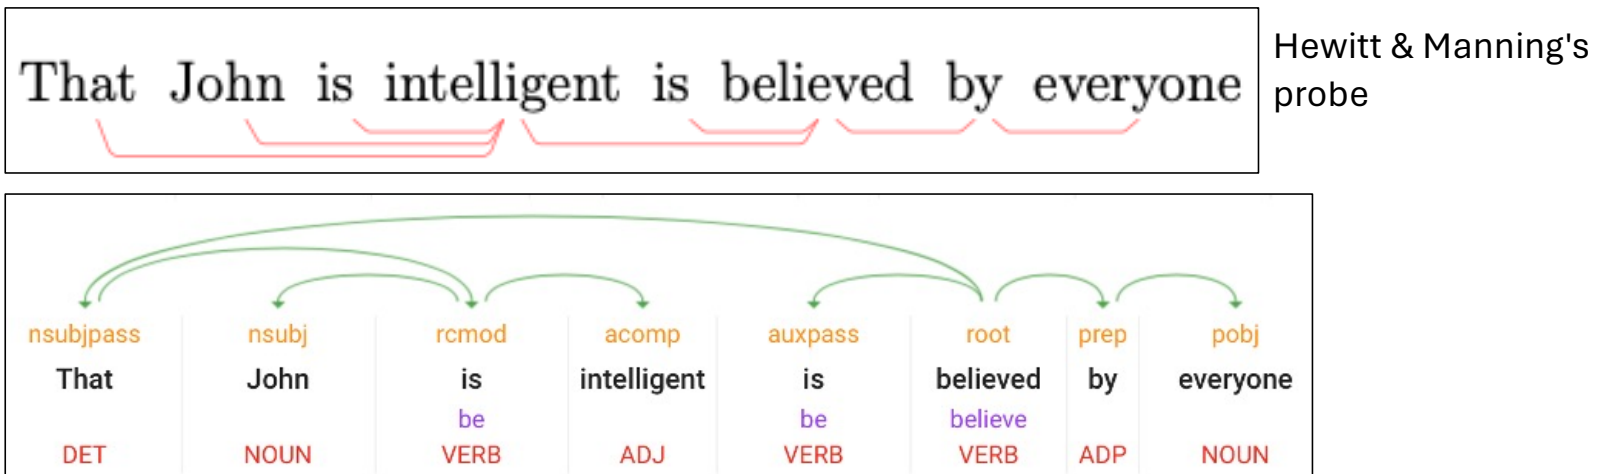 That John is intelligent is believed by everyone
Hewitt & Manning's
probe
nsubjpass nsubj rcmod acomp auxpass root prep pobj
That John is intelligent is believed by everyone
be be believe
DET NOUN VERB ADJ VERB VERB ADP NOUN